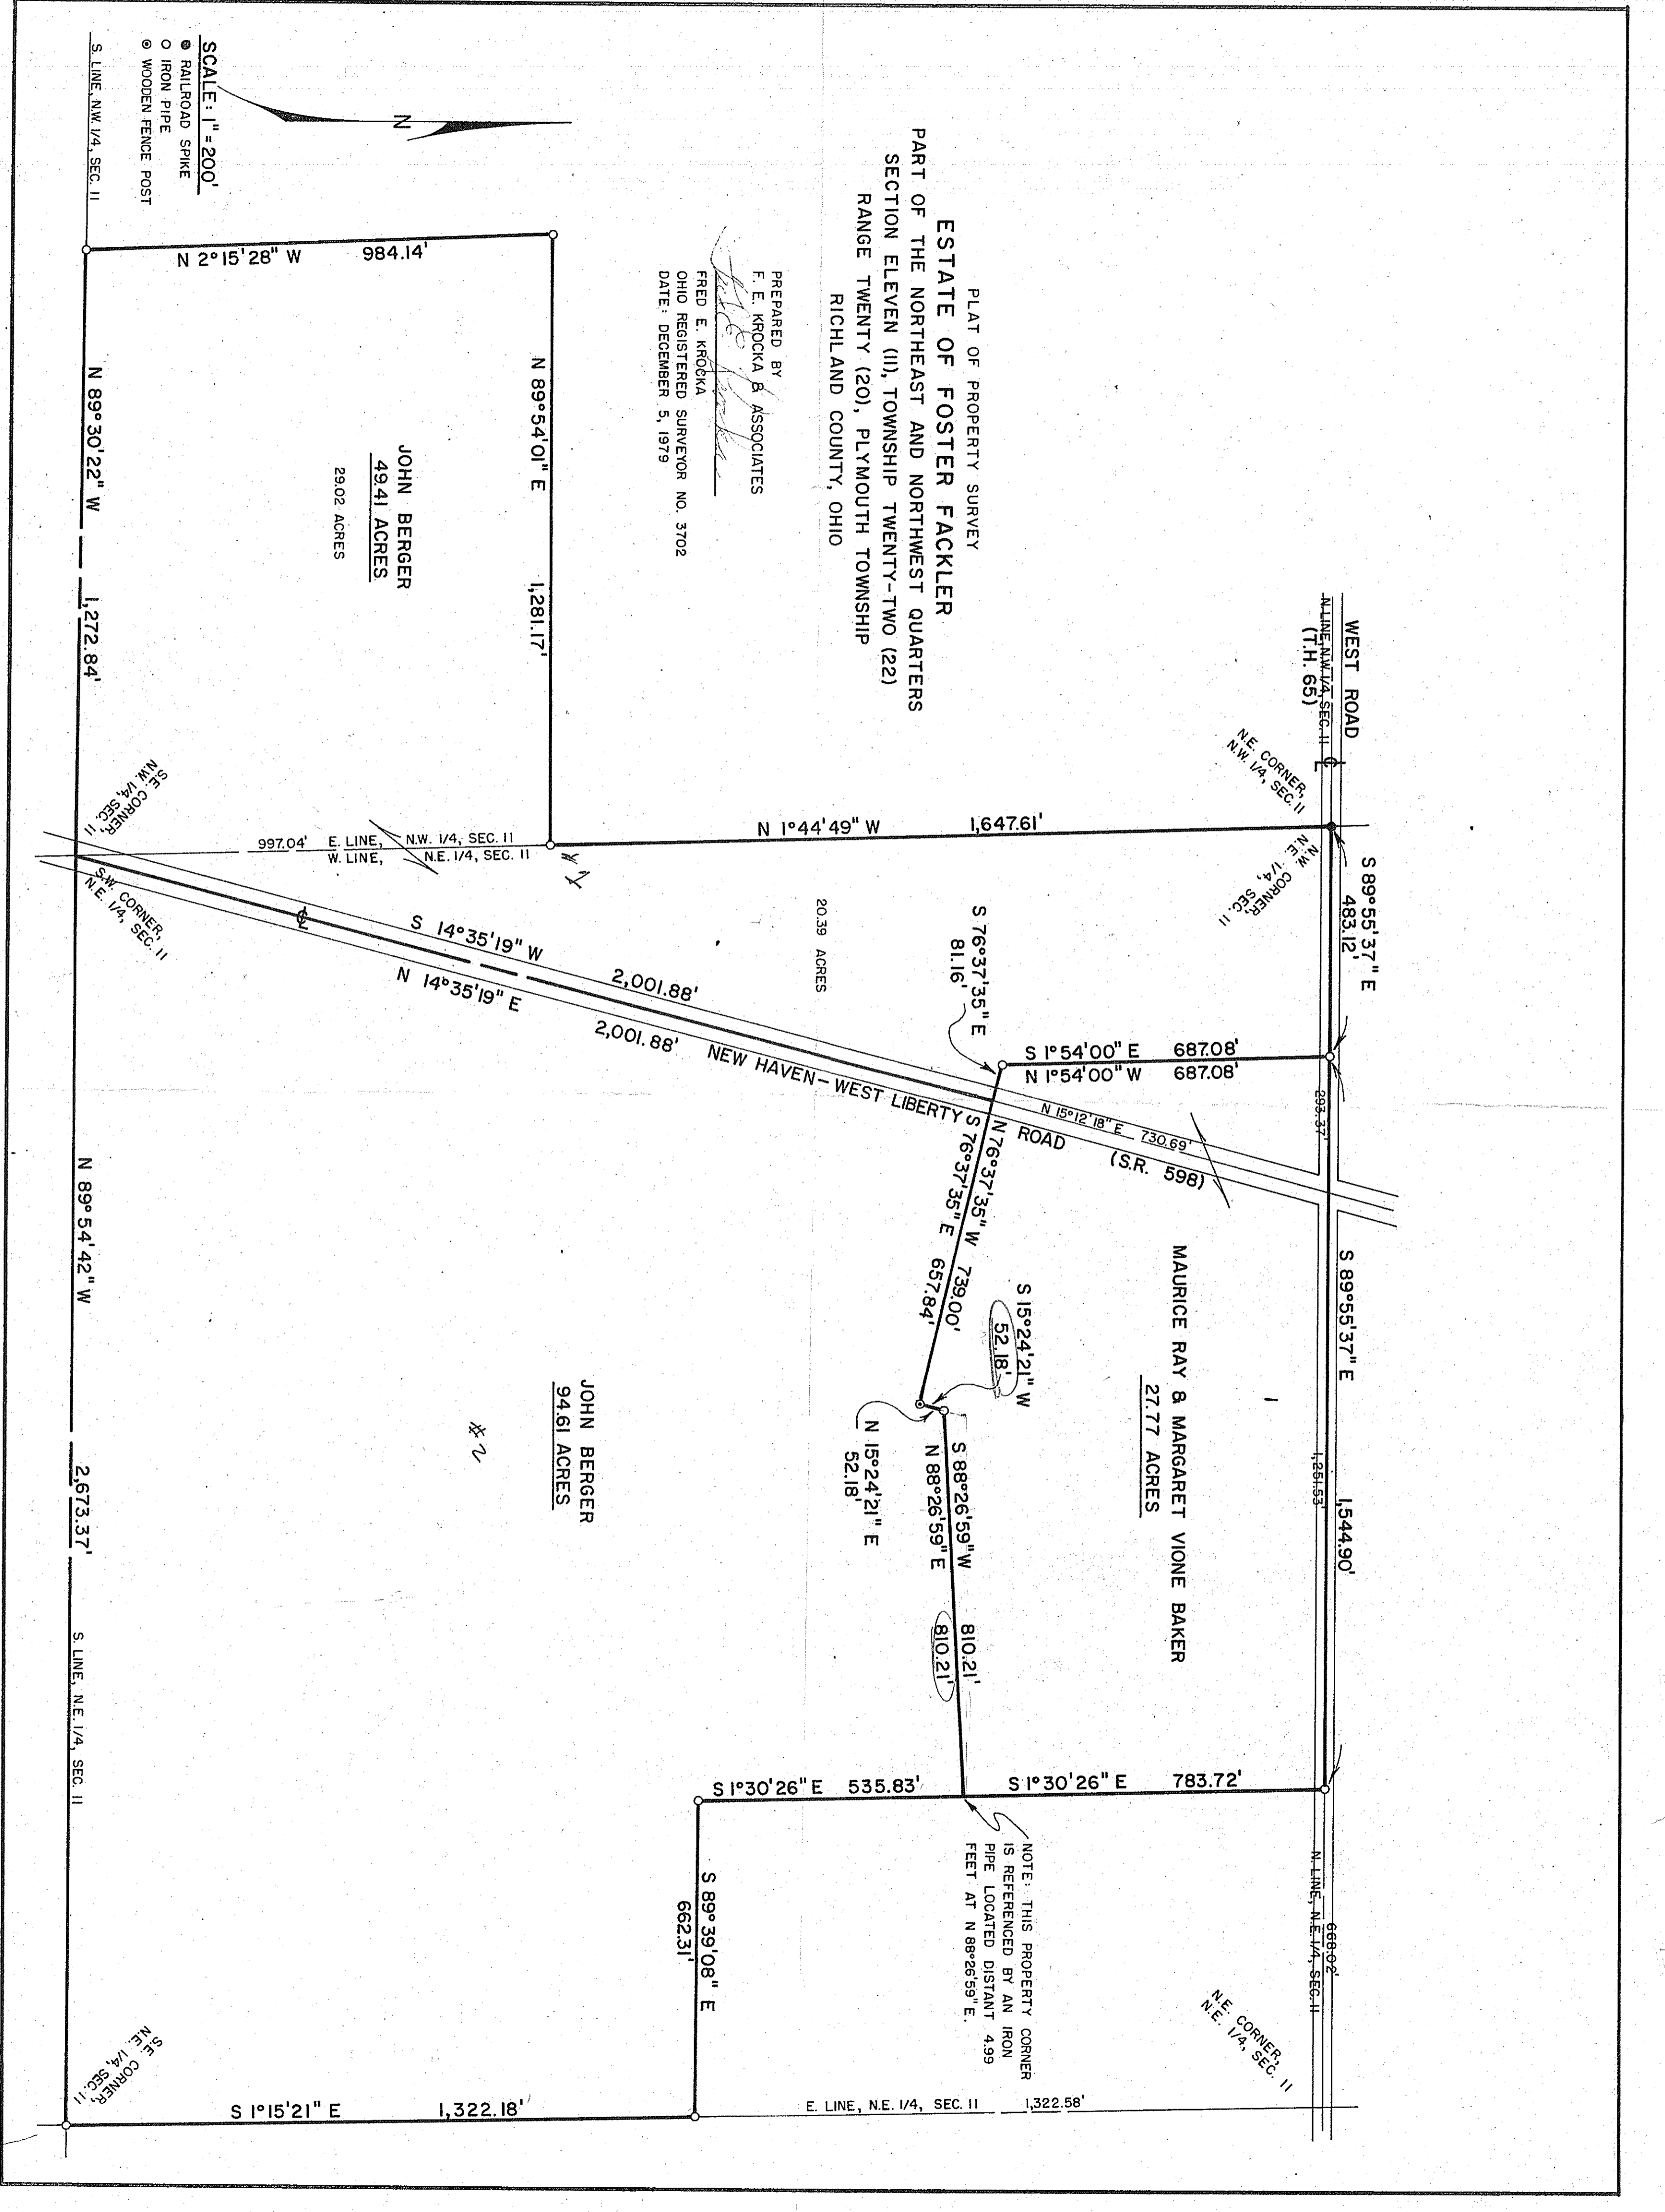 PLAT OF PROPERTY SURVEY
ESTATE OF FOSTER FACKLER
PART OF THE NORTHEAST AND NORTHWEST QUARTERS
SECTION ELEVEN (11), TOWNSHIP TWENTY-TWO (22)
RANGE TWENTY (20), PLYMOUTH TOWNSHIP
RICHLAND COUNTY, OHIO
PREPARED BY
F. E. KROCKA & ASSOCIATES
FRED E. KROCKA
OHIO REGISTERED SURVEYOR NO. 3702
DATE: DECEMBER 5, 1979
N
SCALE: 1" = 200'
RAILROAD SPIKE
IRON PIPE
WOODEN FENCE POST
S. LINE, N.W. 1/4, SEC. 11
WEST ROAD
N. LINE, N.W. 1/4, SEC. 11
(T.H. 65)
N.E. CORNER,
N.W. 1/4, SEC. 11
N.W. CORNER,
N.E. 1/4, SEC. 11
S 89°55'37" E
483.12'
293.37'
S 89°55'37" E 1,544.90'
1,251.53'
668.02'
N. LINE, N.E. 1/4, SEC. 11
N.E. CORNER,
N.E. 1/4, SEC. 11
N 1°44'49" W 1,647.61'
S 1°54'00" E 687.08'
N 1°54'00" W 687.08'
S 76°37'35" E
81.16'
N 15°12'18" E 730.69'
NEW HAVEN-WEST LIBERTY ROAD (S.R. 598)
MAURICE RAY & MARGARET VIONE BAKER
27.77 ACRES
1
N 76°37'35" W 739.00'
S 76°37'35" E 657.84'
S 15°24'21" W
52.18'
N 15°24'21" E
52.18'
S 88°26'59" W 810.21'
N 88°26'59" E 810.21'
S 1°30'26" E 783.72'
S 1°30'26" E 535.83'
NOTE: THIS PROPERTY CORNER
IS REFERENCED BY AN IRON
PIPE LOCATED DISTANT 4.99
FEET AT N 88°26'59" E.
S 89°39'08" E
662.31'
E. LINE, N.E. 1/4, SEC. 11 1,322.58'
S 1°15'21" E 1,322.18'
20.39 ACRES
S 14°35'19" W 2,001.88'
N 14°35'19" E 2,001.88'
JOHN BERGER
94.61 ACRES
#2
N 89°54'01" E 1,281.17'
JOHN BERGER
49.41 ACRES
29.02 ACRES
N 2°15'28" W 984.14'
997.04' E. LINE, N.W. 1/4, SEC. 11
W. LINE, N.E. 1/4, SEC. 11
N 89°30'22" W 1,272.84'
S.E. CORNER,
N.W. 1/4, SEC. 11
S.W. CORNER,
N.E. 1/4, SEC. 11
N 89°54'42" W 2,673.37'
S. LINE, N.E. 1/4, SEC. 11
S.E. CORNER,
N.E. 1/4, SEC. 11